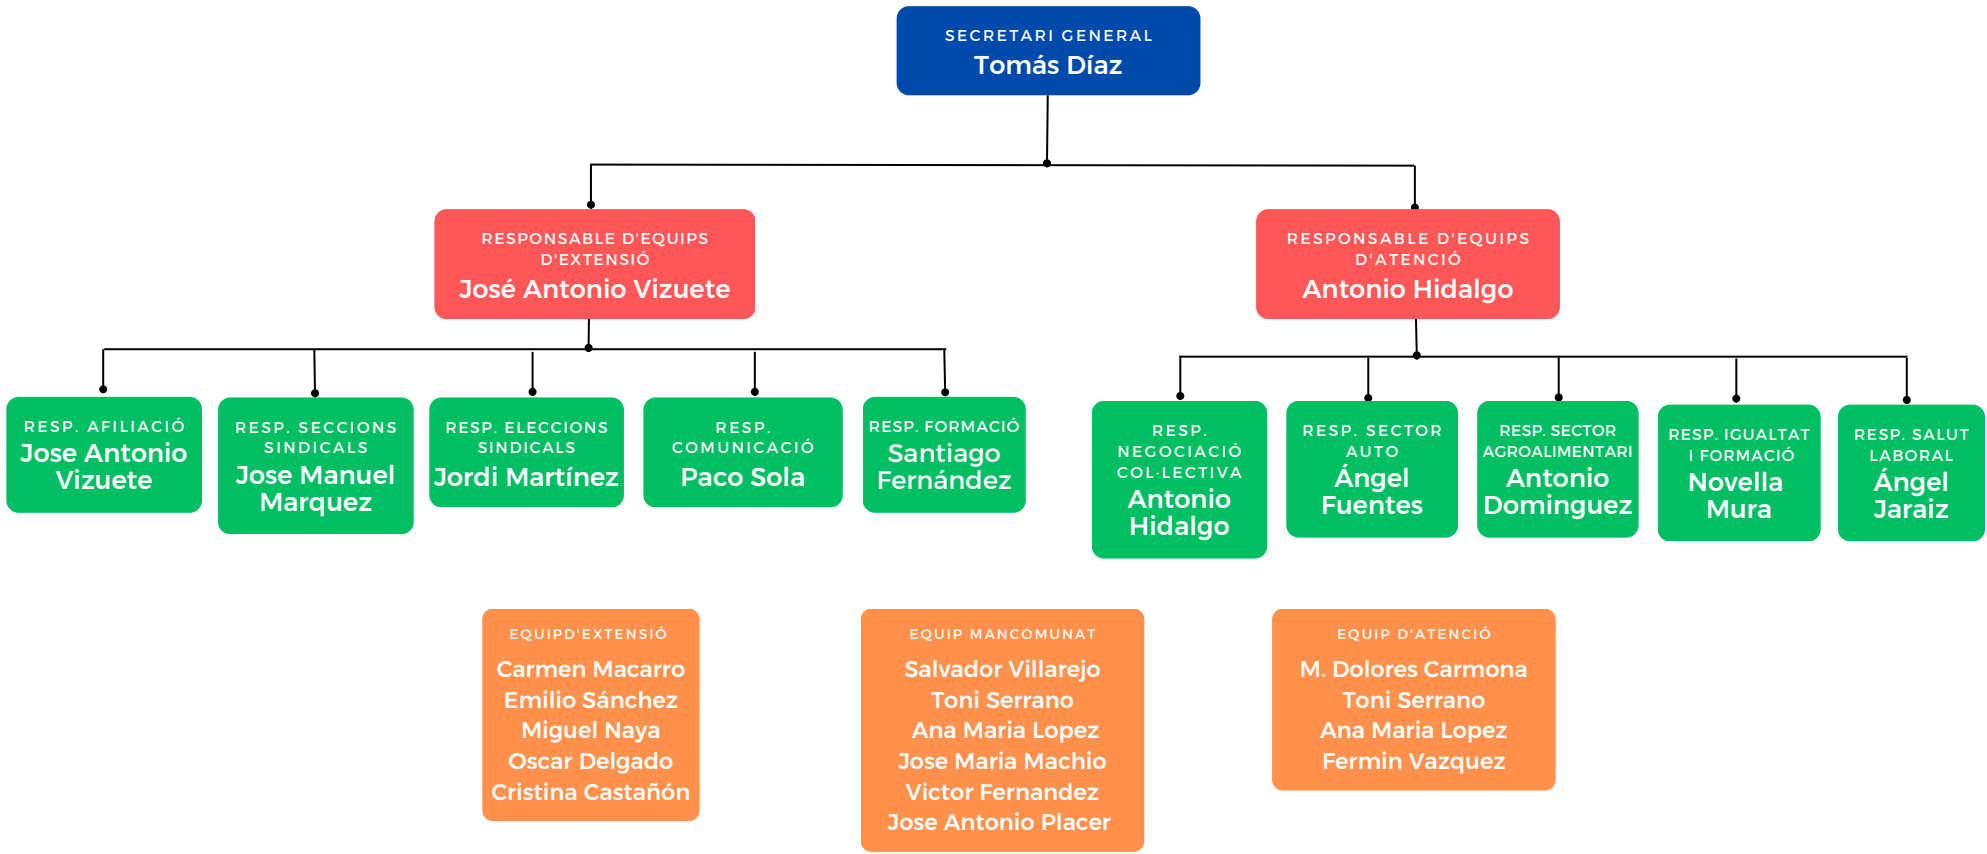 SECRETARI GENERAL
Tomás Díaz
RESPONSABLE D'EQUIPS
D'EXTENSIÓ
José Antonio Vizuete
RESPONSABLE D'EQUIPS
D'ATENCIÓ
Antonio Hidalgo
RESP. AFILIACIÓ
Jose Antonio
Vizuete
RESP. SECCIONS
SINDICALS
Jose Manuel
Marquez
RESP. ELECCIONS
SINDICALS
Jordi Martínez
RESP.
COMUNICACIÓ
Paco Sola
RESP. FORMACIÓ
Santiago
Fernández
RESP.
NEGOCIACIÓ
COL·LECTIVA
Antonio
Hidalgo
RESP. SECTOR
AUTO
Ángel
Fuentes
RESP. SECTOR
AGROALIMENTARI
Antonio
Dominguez
RESP. IGUALTAT
I FORMACIÓ
Novella
Mura
RESP. SALUT
LABORAL
Ángel
Jaraiz
EQUIPD'EXTENSIÓ
Carmen Macarro
Emilio Sánchez
Miguel Naya
Oscar Delgado
Cristina Castañón
EQUIP MANCOMUNAT
Salvador Villarejo
Toni Serrano
Ana Maria Lopez
Jose Maria Machio
Victor Fernandez
Jose Antonio Placer
EQUIP D'ATENCIÓ
M. Dolores Carmona
Toni Serrano
Ana Maria Lopez
Fermin Vazquez